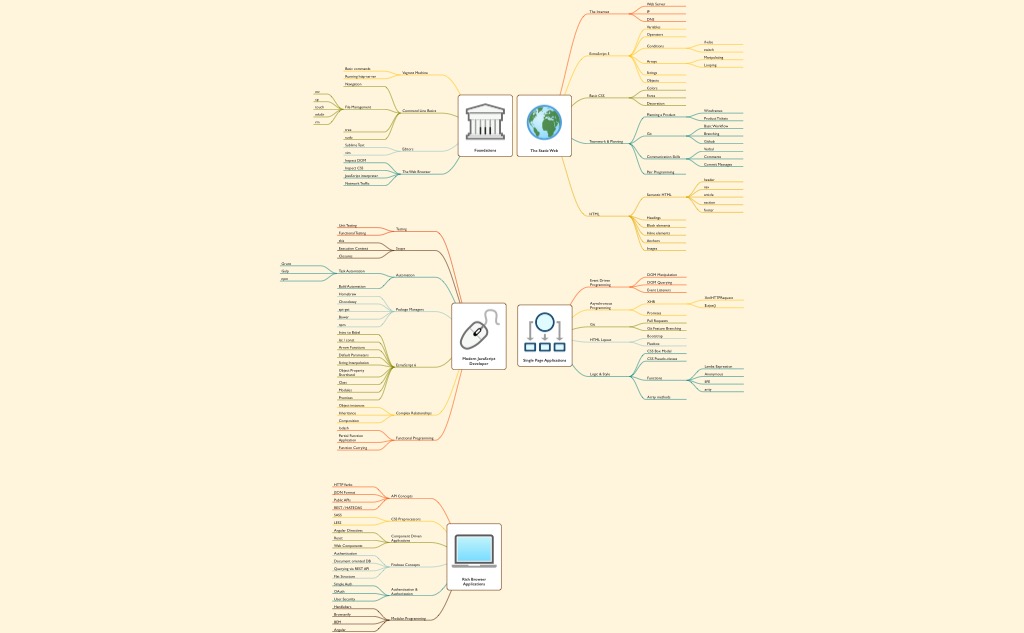 Basic commands
Running http-server
Vagrant Machine
Navigation
touch
File Management
Command Line Basics
Sublime Text
vim
Editors
Inspect DOM
Inspect CSS
JavaScript Interpreter
Network Traffic
The Web Browser
Foundations
The Static Web
The Internet
Web Server
IP
DNS
Variables
Operators
EcmaScript 5
Conditions
if-else
switch
Arrays
Manipulating
Looping
Strings
Objects
Basic CSS
Colors
Fonts
Decoration
Teamwork & Planning
Planning a Product
Wireframes
Product Tickets
Git
Basic Workflow
Branching
Github
Communication Skills
Verbal
Comments
Commit Messages
Pair Programming
HTML
Semantic HTML
header
nav
article
section
footer
Headings
Block elements
Inline elements
Anchors
Images
Unit Testing
Functional Testing
Testing
this
Execution Context
Closures
Scope
Grunt
Gulp
npm
Task Automation
Build Automation
Automation
Homebrew
Chocolatey
apt-get
Bower
npm
Package Managers
Intro to Babel
let / const
Arrow Functions
Default Parameters
String Interpolation
Object Property
Shorthand
Class
Modules
Promises
EcmaScript 6
Object instances
Inheritance
Composition
Complex Relationships
Lodash
Partial Function
Application
Function Currying
Functional Programming
Modern JavaScript
Developer
Single Page Applications
Event Driven
Programming
DOM Manipulation
DOM Querying
Event Listeners
Asynchronous
Programming
XHR
XmlHTTPRequest
$.ajax()
Promises
Git
Pull Requests
Git Feature Branching
HTML Layout
Bootstrap
Flexbox
Logic & Style
CSS Box Model
CSS Pseudo-classes
Functions
Lamba Expression
Anonymous
IIFE
arity
Array methods
HTTP Verbs
JSON Format
Public APIs
REST / HATEOAS
API Concepts
SASS
LESS
CSS Preprocessors
Angular Directives
React
Web Components
Component Driven
Applications
Authentication
Document oriented DB
Querying via REST API
Flat Structures
Firebase Concepts
Simple Auth
OAuth
User Security
Authentication &
Authorization
Handlebars
Browserify
BEM
Angular
Modular Programming
Rich Browser
Applications